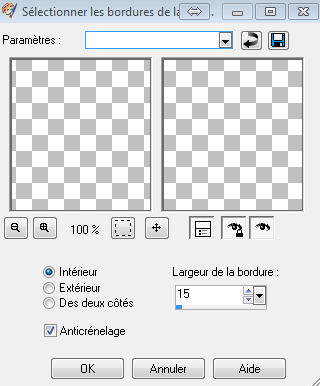 Sélectionner les bordures de la
Paramètres :
100 %
Intérieur
Extérieur
Des deux côtés
Largeur de la bordure :
15
Anticrénelage
OK
Annuler
Aide